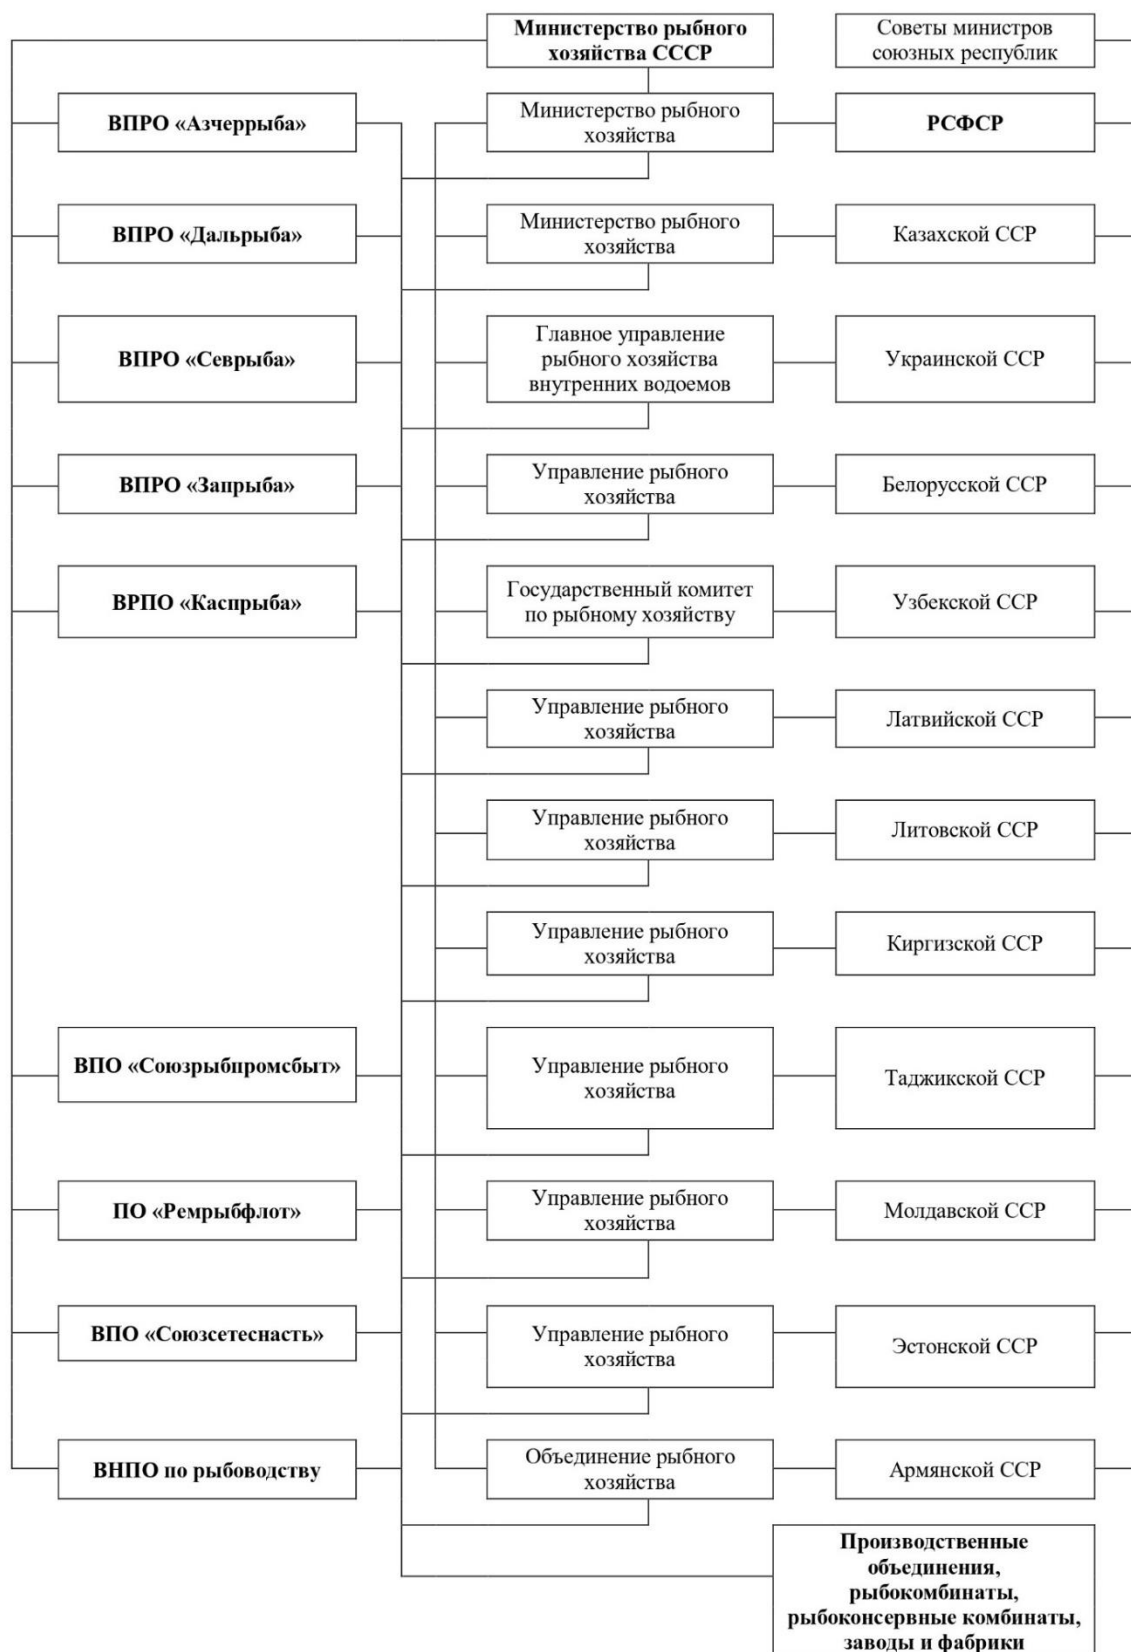 Министерство рыбного
хозяйства СССР
Советы министров
союзных республик
ВПРО «Азчеррыба»
Министерство рыбного
хозяйства
РСФСР
ВПРО «Дальрыба»
Министерство рыбного
хозяйства
Казахской ССР
ВПРО «Севрыба»
Главное управление
рыбного хозяйства
внутренних водоемов
Украинской ССР
ВПРО «Запрыба»
Управление рыбного
хозяйства
Белорусской ССР
ВРПО «Каспрыба»
Государственный комитет
по рыбному хозяйству
Узбекской ССР
Управление рыбного
хозяйства
Латвийской ССР
Управление рыбного
хозяйства
Литовской ССР
Управление рыбного
хозяйства
Киргизской ССР
ВПО «Союзрыбпромсбыт»
Управление рыбного
хозяйства
Таджикской ССР
ПО «Ремрыбфлот»
Управление рыбного
хозяйства
Молдавской ССР
ВПО «Союзсетеснасть»
Управление рыбного
хозяйства
Эстонской ССР
ВНПО по рыбоводству
Объединение рыбного
хозяйства
Армянской ССР
Производственные
объединения,
рыбокомбинаты,
рыбоконсервные комбинаты,
заводы и фабрики